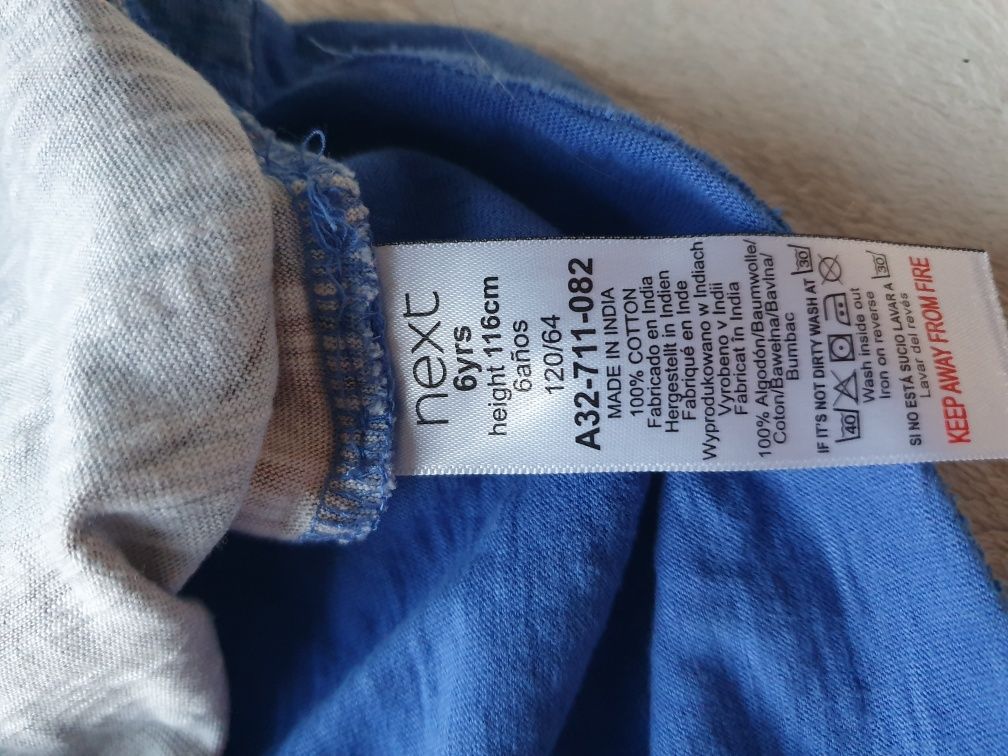 next
6yrs
height 116cm
6años
120/64
A32-7111-082
MADE IN INDIA
100% COTTON
Fabricado en India
Hergestellt in Indien
Fabriqué en Inde
Wyprodukowano w Indiach
Vyrobeno v Indii
Fabricat in India
100% Algodón/Baumwolle/
Coton/Bawełna/Bavlna/
Bumbac
IF IT'S NOT DIRTY WASH AT 30
40
Wash inside out
Iron on reverse
SI NO ESTÁ SUCIO LAVAR A 30
Lavar del revés
KEEP AWAY FROM FIRE